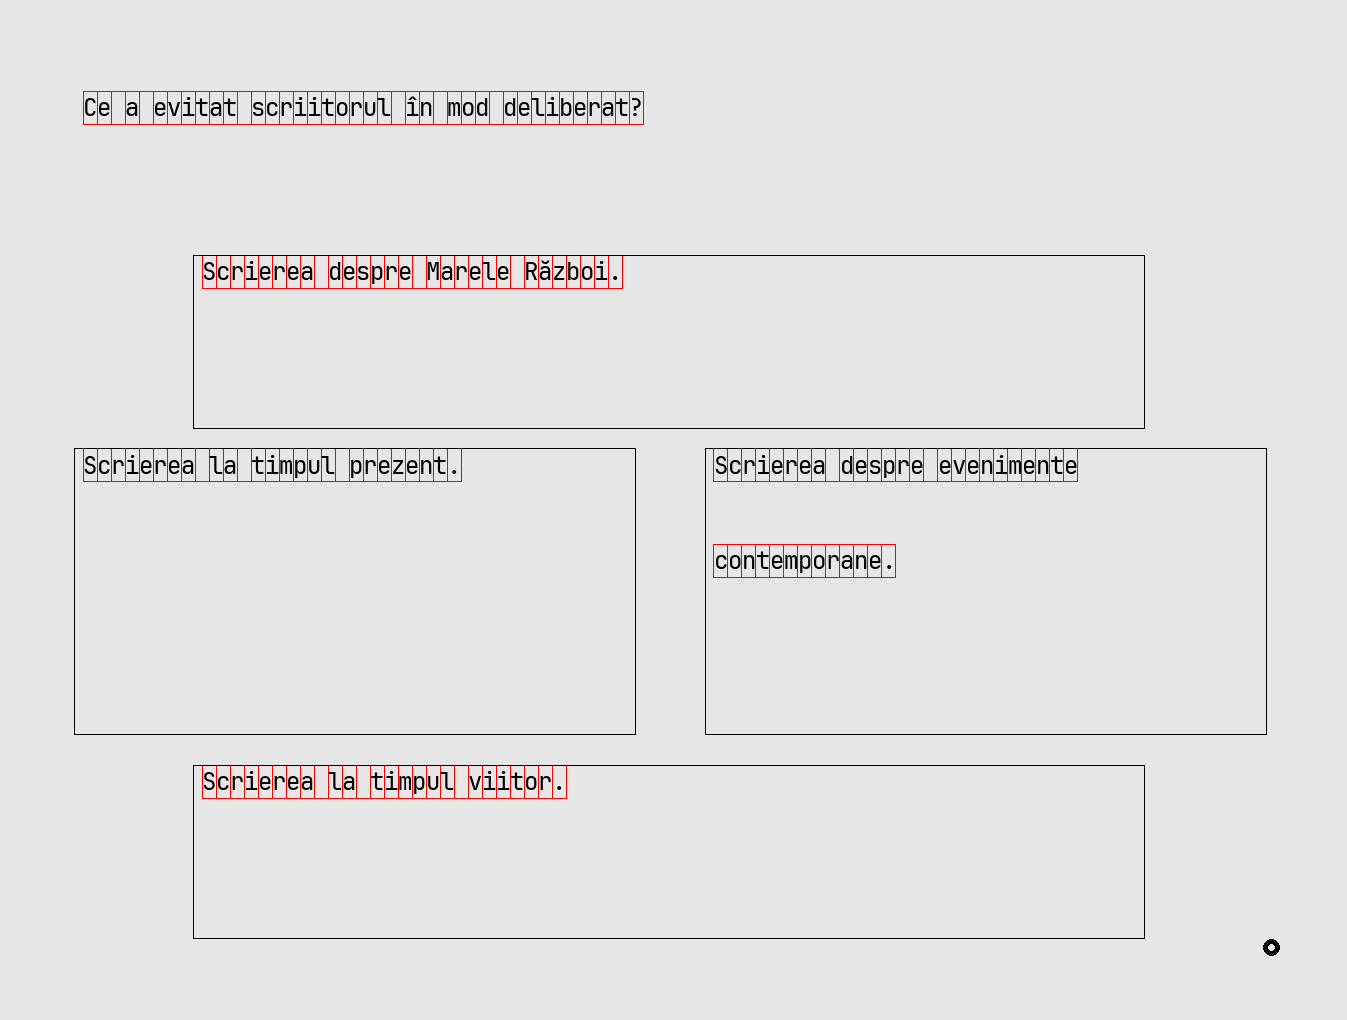 Ce a evitat scriitorul în mod deliberat?
Scrierea despre Marele Război.
Scrierea la timpul prezent.
Scrierea despre evenimente
contemporane.
Scrierea la timpul viitor.